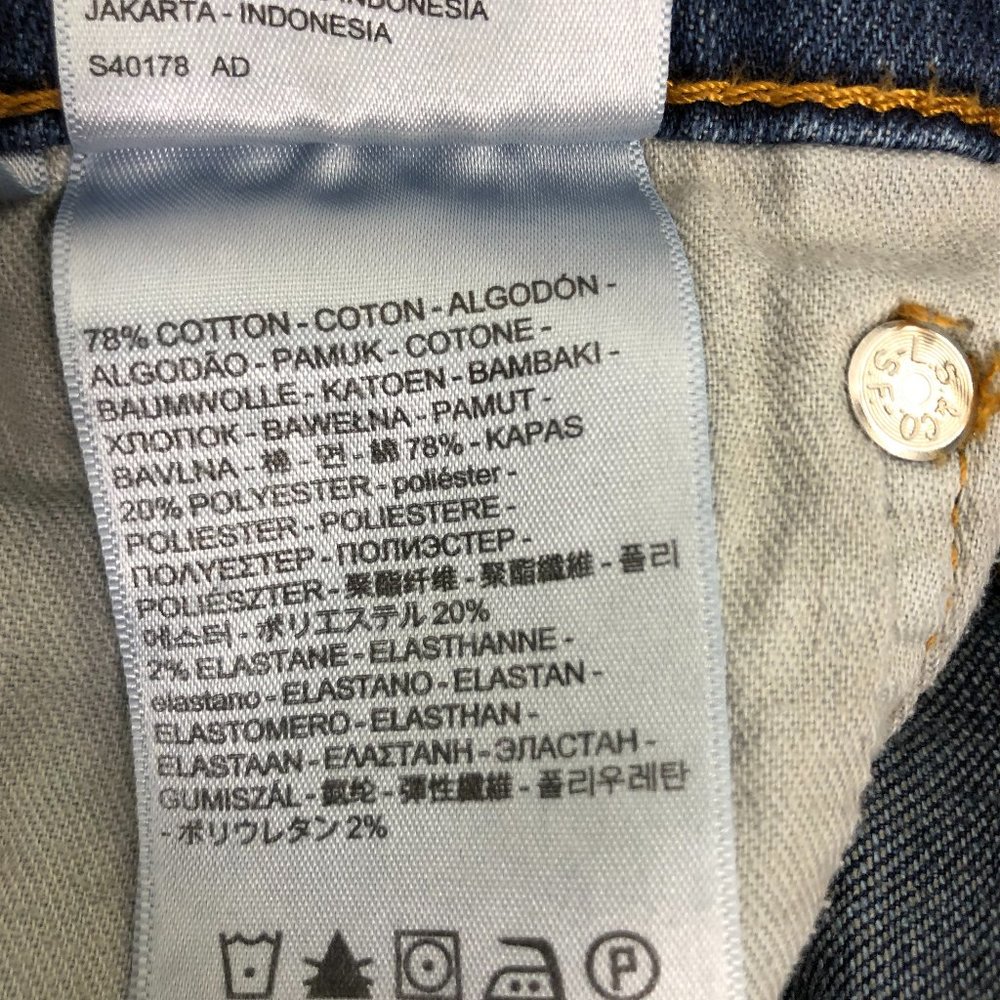 INDONESIA
JAKARTA - INDONESIA
S40178 AD
78% COTTON - COTON - ALGODÓN -
ALGODÃO - PAMUK - COTONE -
BAUMWOLLE - KATOEN - BAMBAKI -
ХЛОПОК - BAWEŁNA - PAMUT -
BAVLNA - 棉 - 면 - 綿 78% - KAPAS
20% POLYESTER - poliéster -
POLIESTER - POLIESTERE -
ΠΟΛΥΕΣΤΕΡ - ПОЛИЭСТЕР -
POLIÉSZTER - 聚酯纤维 - 聚酯纖維 - 폴리
에스터 - ポリエステル 20%
2% ELASTANE - ELASTHANNE -
elastano - ELASTANO - ELASTAN -
ELASTOMERO - ELASTHAN -
ELASTAAN - ΕΛΑΣΤΑΝΗ - ЭЛАСТАН -
GUMISZÁL - 氨纶 - 彈性纖維 - 폴리우레탄
- ポリウレタン 2%
P
L.S.& CO S.F.